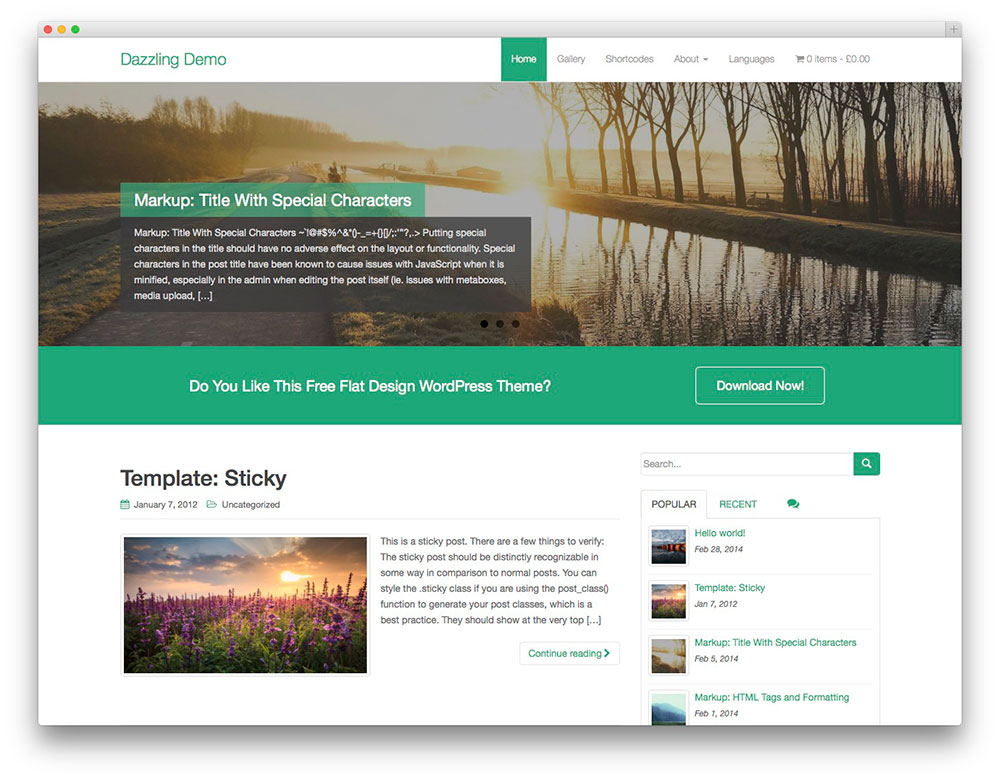 Dazzling Demo
Home Gallery Shortcodes About Languages 0 items - £0.00
Markup: Title With Special Characters
Markup: Title With Special Characters ~`!@#$%^&*()-_=+{}[]/;:'"?,.> Putting special
characters in the title should have no adverse effect on the layout or functionality. Special
characters in the post title have been known to cause issues with JavaScript when it is
minified, especially in the admin when editing the post itself (ie. issues with metaboxes,
media upload, […]
Do You Like This Free Flat Design WordPress Theme?
Download Now!
Template: Sticky
January 7, 2012 Uncategorized
This is a sticky post. There are a few things to verify:
The sticky post should be distinctly recognizable in
some way in comparison to normal posts. You can
style the .sticky class if you are using the post_class()
function to generate your post classes, which is a
best practice. They should show at the very top […]
Continue reading
Search...
POPULAR RECENT
Hello world!
Feb 28, 2014
Template: Sticky
Jan 7, 2012
Markup: Title With Special Characters
Feb 5, 2014
Markup: HTML Tags and Formatting
Feb 1, 2014